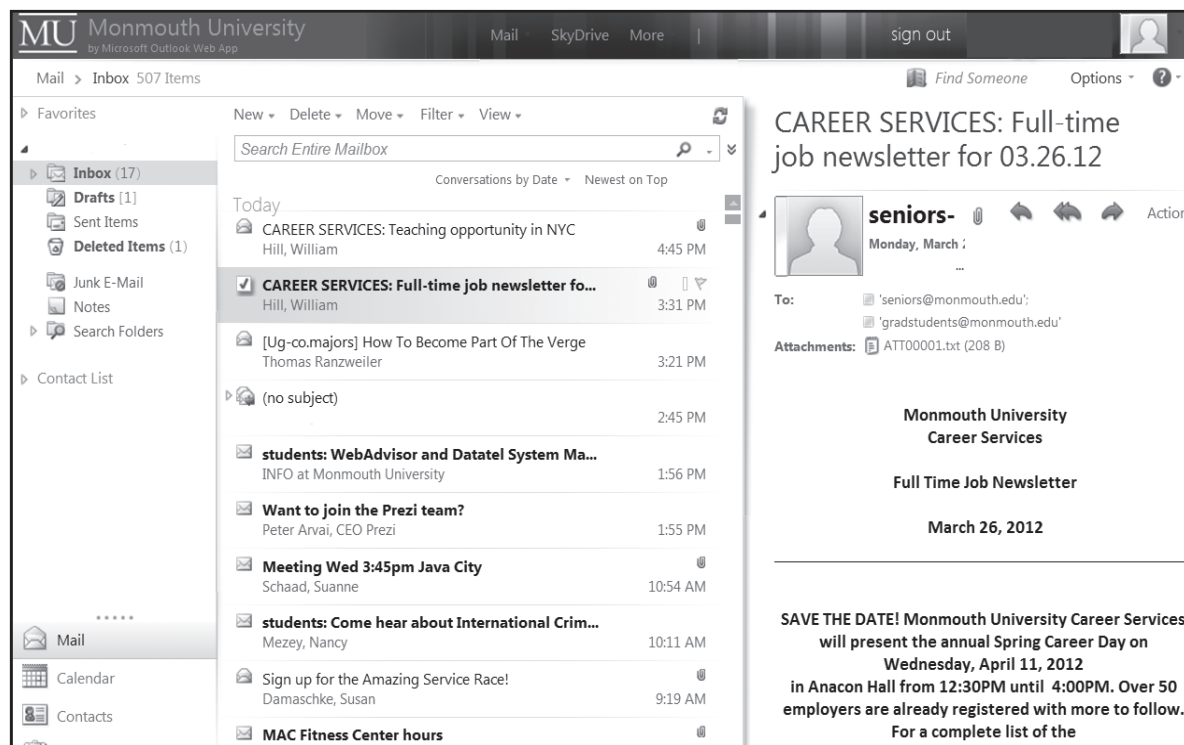 MU Monmouth University
by Microsoft Outlook Web App
Mail SkyDrive More |
sign out
Mail > Inbox 507 Items
Find Someone Options ?
Favorites
Inbox (17)
Drafts [1]
Sent Items
Deleted Items (1)
Junk E-Mail
Notes
Search Folders
Contact List
Mail
Calendar
Contacts
New Delete Move Filter View
Search Entire Mailbox
Conversations by Date Newest on Top
Today
CAREER SERVICES: Teaching opportunity in NYC
Hill, William 4:45 PM
CAREER SERVICES: Full-time job newsletter fo...
Hill, William 3:31 PM
[Ug-co.majors] How To Become Part Of The Verge
Thomas Ranzweiler 3:21 PM
(no subject)
2:45 PM
students: WebAdvisor and Datatel System Ma...
INFO at Monmouth University 1:56 PM
Want to join the Prezi team?
Peter Arvai, CEO Prezi 1:55 PM
Meeting Wed 3:45pm Java City
Schaad, Suanne 10:54 AM
students: Come hear about International Crim...
Mezey, Nancy 10:11 AM
Sign up for the Amazing Service Race!
Damaschke, Susan 9:19 AM
MAC Fitness Center hours
CAREER SERVICES: Full-time
job newsletter for 03.26.12
seniors- Action
Monday, March
...
To: 'seniors@monmouth.edu';
'gradstudents@monmouth.edu'
Attachments: ATT00001.txt (208 B)
Monmouth University
Career Services
Full Time Job Newsletter
March 26, 2012
SAVE THE DATE! Monmouth University Career Services
will present the annual Spring Career Day on
Wednesday, April 11, 2012
in Anacon Hall from 12:30PM until 4:00PM. Over 50
employers are already registered with more to follow.
For a complete list of the